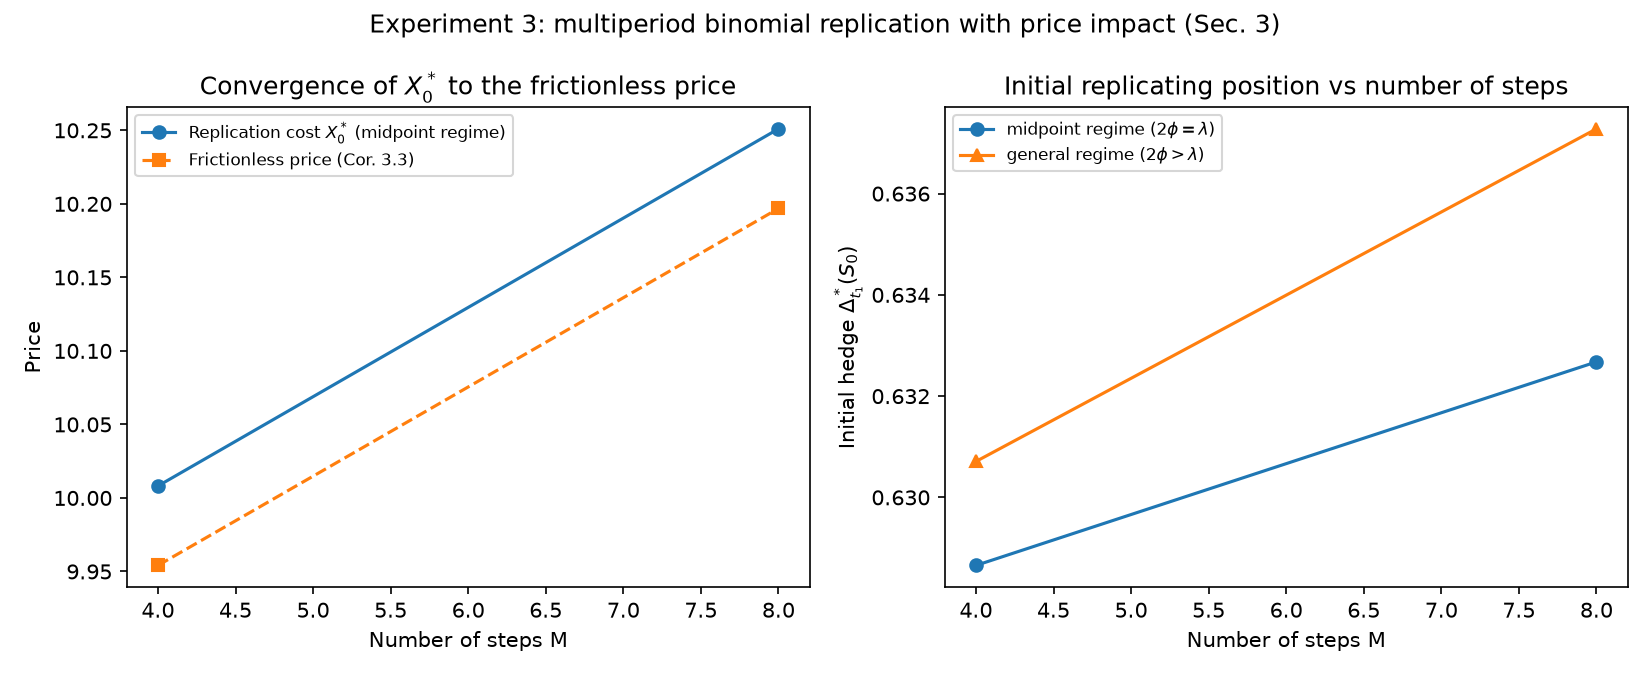 Experiment 3: multiperiod binomial replication with price impact (Sec. 3)
Convergence of $X_0^*$ to the frictionless price
Replication cost $X_0^*$ (midpoint regime)
Frictionless price (Cor. 3.3)
Price
10.25
10.20
10.15
10.10
10.05
10.00
9.95
4.0 4.5 5.0 5.5 6.0 6.5 7.0 7.5 8.0
Number of steps M
Initial replicating position vs number of steps
midpoint regime (2ϕ = λ)
general regime (2ϕ > λ)
Initial hedge $\Delta_{t_1}^*(S_0)$
0.636
0.634
0.632
0.630
4.0 4.5 5.0 5.5 6.0 6.5 7.0 7.5 8.0
Number of steps M